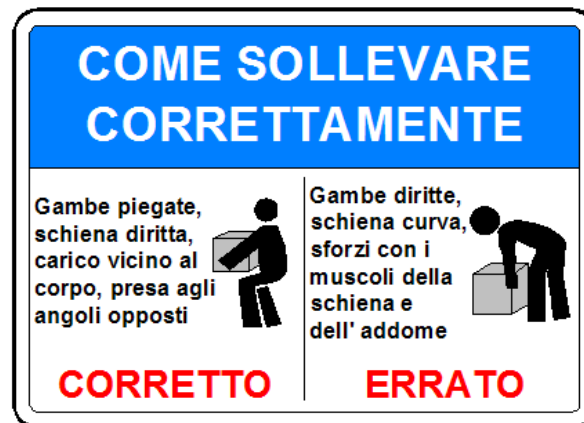 COME SOLLEVARE
CORRETTAMENTE
Gambe piegate,
schiena diritta,
carico vicino al
corpo, presa agli
angoli opposti
CORRETTO
Gambe diritte,
schiena curva,
sforzi con i
muscoli della
schiena e
dell' addome
ERRATO